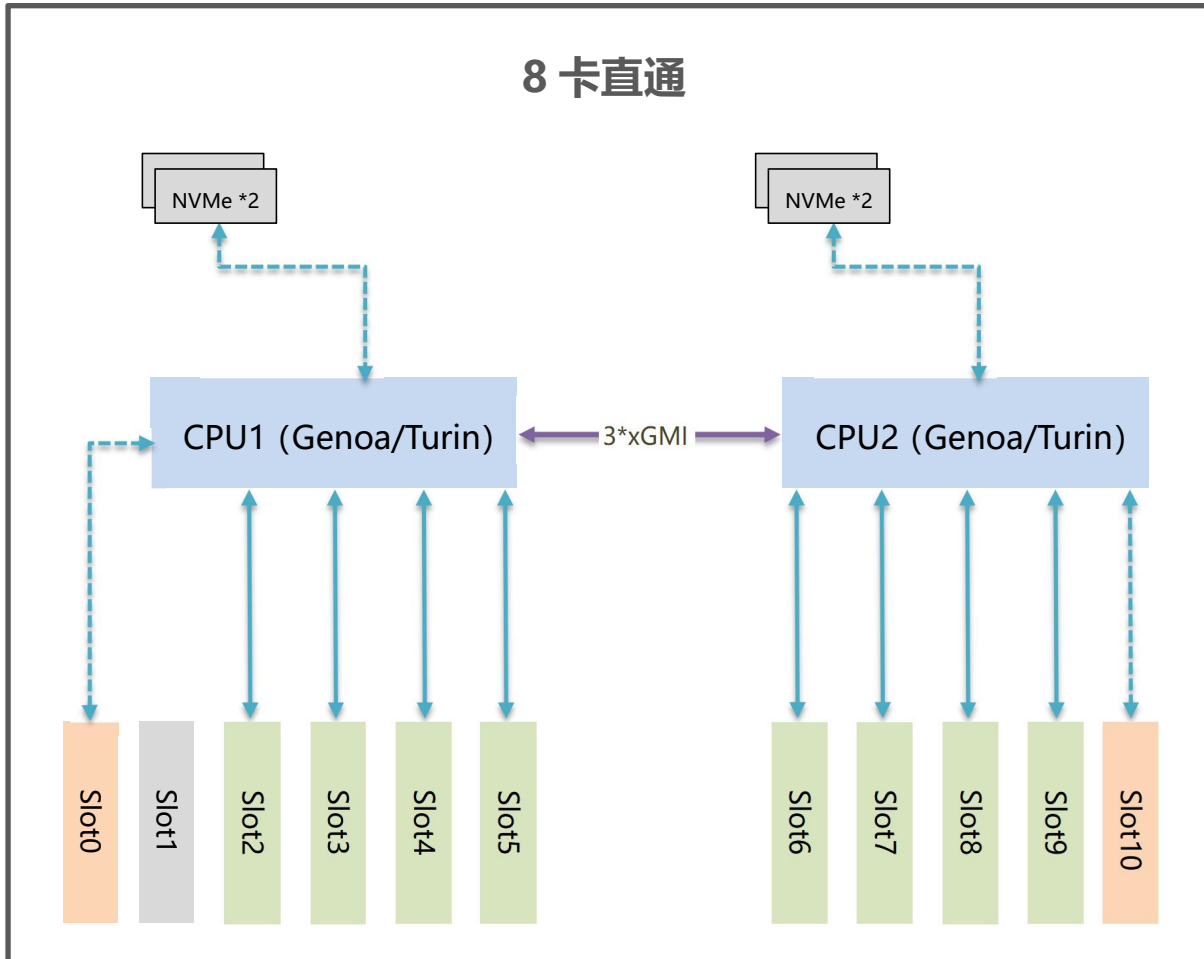 8 卡直通
NVMe *2
NVMe *2
CPU1 (Genoa/Turin)
3*xGMI
CPU2 (Genoa/Turin)
Slot0
Slot1
Slot2
Slot3
Slot4
Slot5
Slot6
Slot7
Slot8
Slot9
Slot10